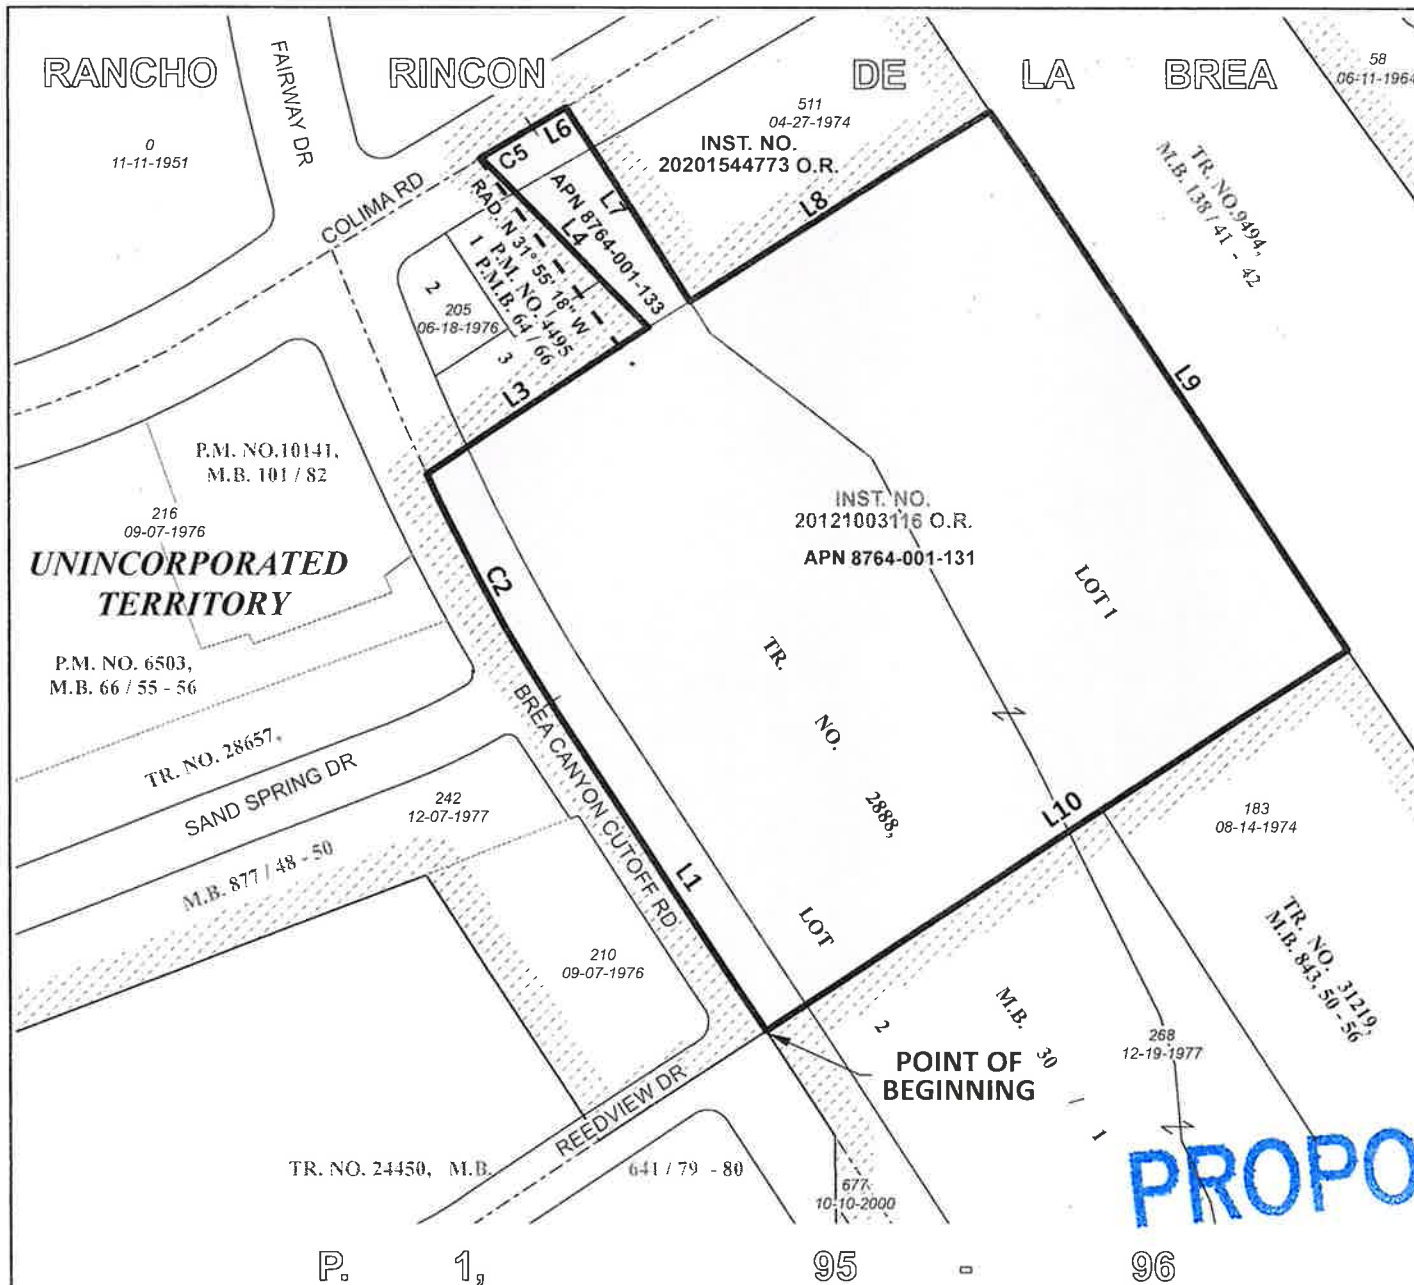 RANCHO RINCON DE LA BREA
58
06-11-1964
0
11-11-1951
FAIRWAY DR
COLIMA RD
511
04-27-1974
INST. NO.
20201544773 O.R.
TR. NO.9494,
M.B. 138 / 41 - 42
C5
L6
L7
L4
APN 8764-001-133
RAD. N 31° 55' 18" W
1 P.M. NO. 4495
P.M.B. 64 / 66
2
205
06-18-1976
3
L3
L8
L9
P.M. NO.10141,
M.B. 101 / 82
216
09-07-1976
UNINCORPORATED
TERRITORY
P.M. NO. 6503,
M.B. 66 / 55 - 56
INST. NO.
20121003116 O.R.
APN 8764-001-131
LOT 1
C2
TR. NO. 2888,
LOT 2
M.B. 30 / 1
TR. NO. 28657,
SAND SPRING DR
M.B. 877 / 48 - 50
242
12-07-1977
BREA CANYON CUTOFF RD
L1
L10
183
08-14-1974
210
09-07-1976
TR. NO. 31219,
M.B. 843, 50 - 56
268
12-19-1977
POINT OF
BEGINNING
REEDVIEW DR
TR. NO. 24450, M.B. 641 / 79 - 80
677
10-10-2000
PROPO
P. 1, 95 - 96